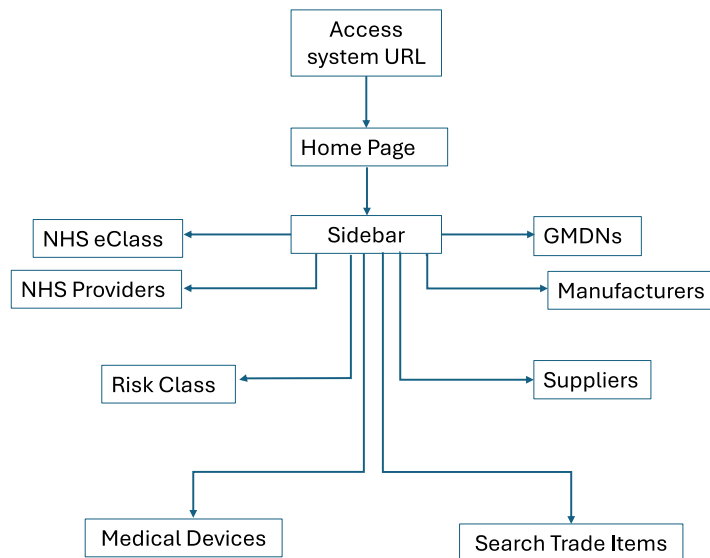 Access
system URL
Home Page
Sidebar
NHS eClass
GMDNs
NHS Providers
Manufacturers
Risk Class
Suppliers
Medical Devices
Search Trade Items